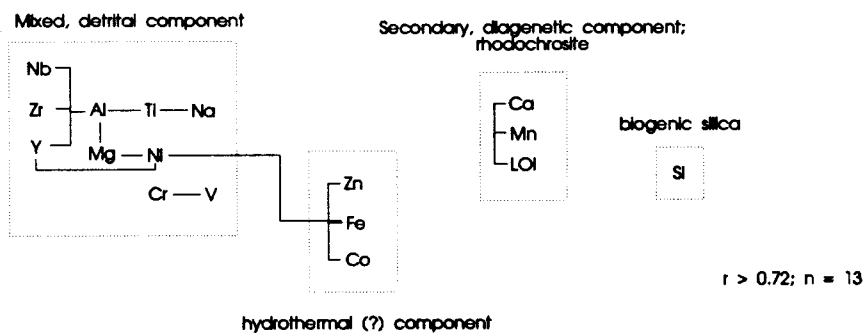 Mixed, detrital component
Nb
Zr Al Ti Na
Y
Mg Ni
Cr V
Secondary, diagenetic component;
rhodochrosite
Ca
Mn
LOI
biogenic silica
Si
Zn
Fe
Co
hydrothermal (?) component
r > 0.72; n = 13